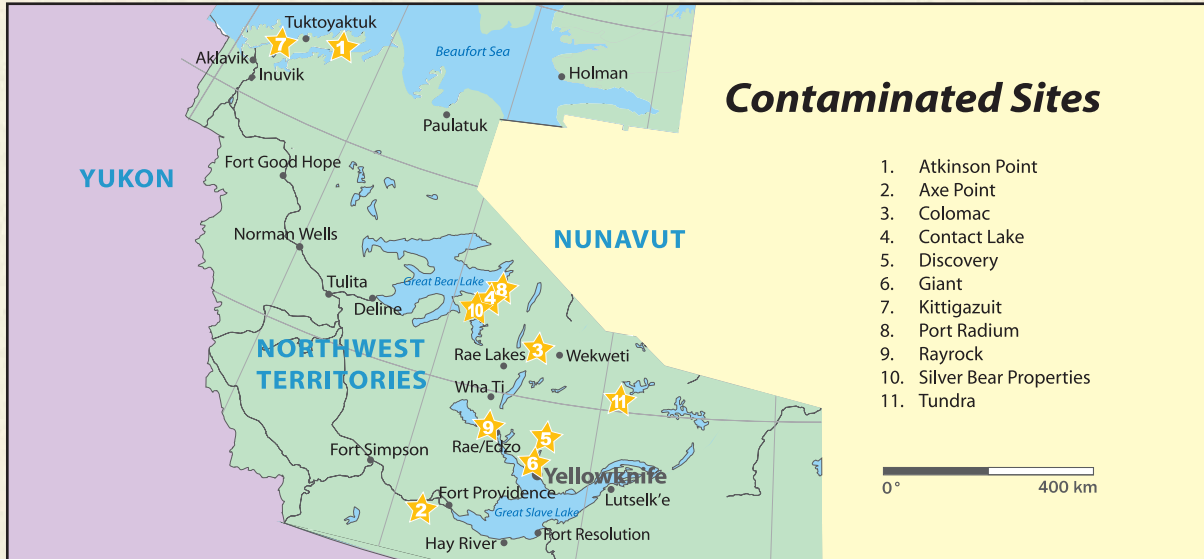 Contaminated Sites
1. Atkinson Point
2. Axe Point
3. Colomac
4. Contact Lake
5. Discovery
6. Giant
7. Kittigazuit
8. Port Radium
9. Rayrock
10. Silver Bear Properties
11. Tundra
0° 400 km
YUKON
NUNAVUT
NORTHWEST
TERRITORIES
Tuktoyaktuk
7
1
Aklavik
Inuvik
Beaufort Sea
Holman
Paulatuk
Fort Good Hope
Norman Wells
Tulita
Deline
Great Bear Lake
8
4
10
Rae Lakes
3
Wekweti
Wha Ti
11
9
Rae/Edzo
5
6
Yellowknife
Fort Simpson
2
Fort Providence
Lutselk'e
Great Slave Lake
Hay River
Fort Resolution